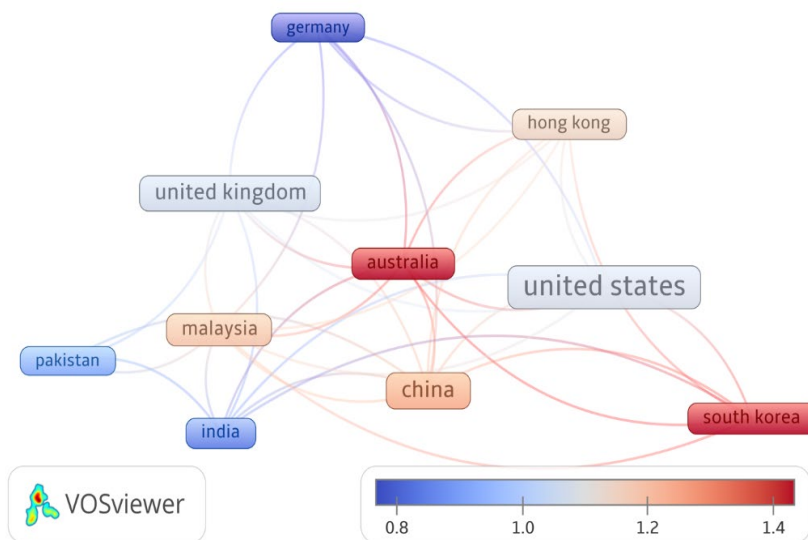 germany
hong kong
united kingdom
australia
united states
malaysia
pakistan
china
india
south korea
VOSviewer
0.8 1.0 1.2 1.4